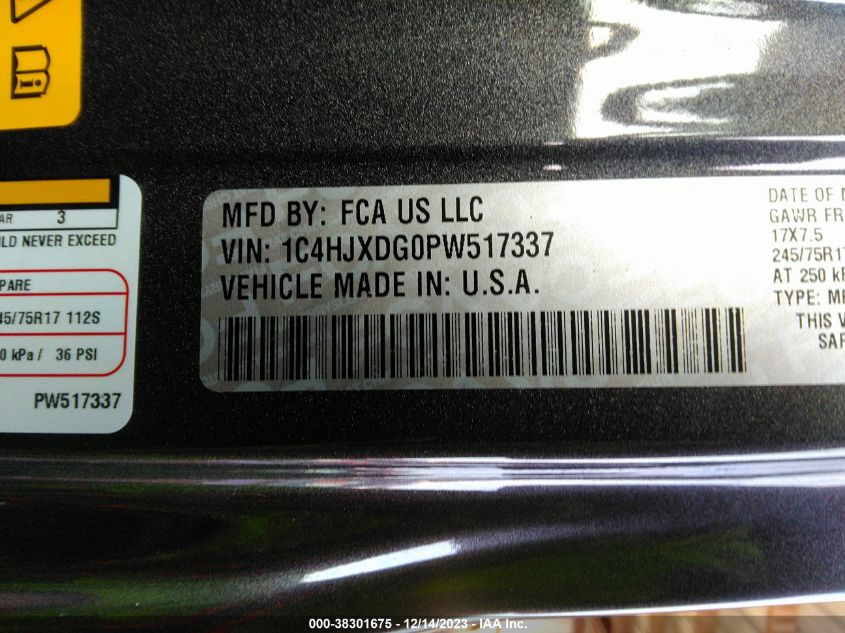 AR 3
LD NEVER EXCEED
PARE
45/75R17 112S
0 kPa / 36 PSI
PW517337
MFD BY: FCA US LLC
VIN: 1C4HJXDG0PW517337
VEHICLE MADE IN: U.S.A.
DATE OF M
GAWR FR
17X7.5
245/75R17
AT 250 kP
TYPE: MP
THIS V
SAF
000-38301675 - 12/14/2023 - IAA Inc.